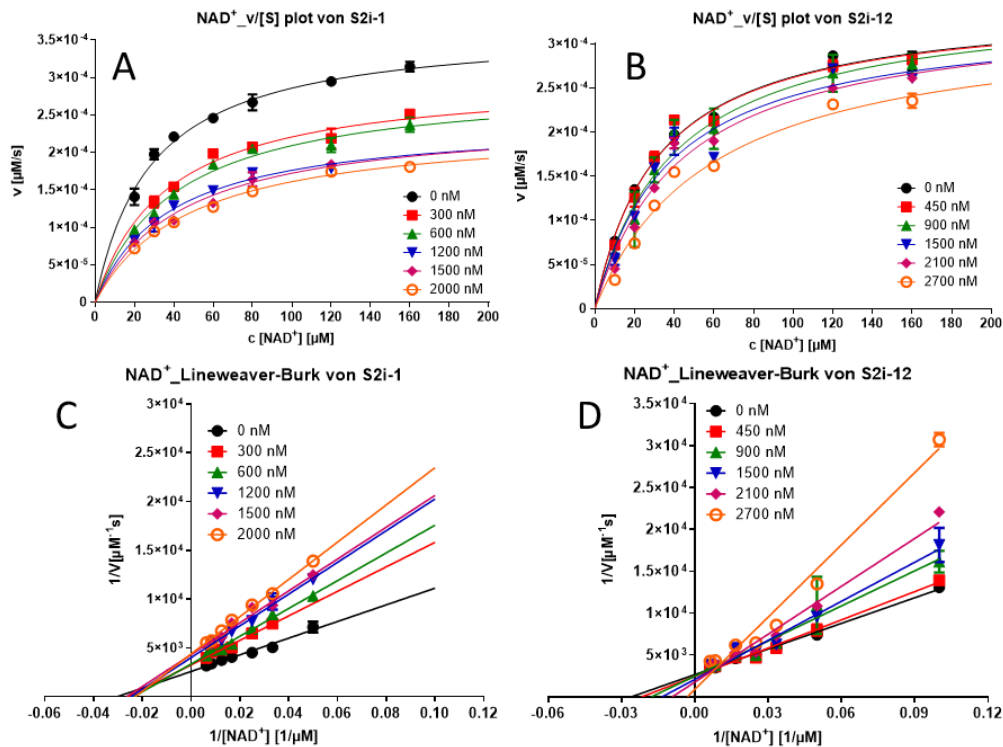 NAD⁺_v/[S] plot von S2i-1
A
v [µM/s]
3.5×10⁻⁴
3×10⁻⁴
2.5×10⁻⁴
2×10⁻⁴
1.5×10⁻⁴
1×10⁻⁴
5×10⁻⁵
0
0 20 40 60 80 100 120 140 160 180 200
c [NAD⁺] [µM]
0 nM
300 nM
600 nM
1200 nM
1500 nM
2000 nM
NAD⁺_v/[S] plot von S2i-12
B
v [µM/s]
3×10⁻⁴
2.5×10⁻⁴
2×10⁻⁴
1.5×10⁻⁴
1×10⁻⁴
5×10⁻⁵
0
0 20 40 60 80 100 120 140 160 180 200
c [NAD⁺] [µM]
0 nM
450 nM
900 nM
1500 nM
2100 nM
2700 nM
NAD⁺_Lineweaver-Burk von S2i-1
C
1/V[µM⁻¹s]
3×10⁴
2.5×10⁴
2×10⁴
1.5×10⁴
1×10⁴
5×10³
-0.06 -0.04 -0.02 0.00 0.02 0.04 0.06 0.08 0.10 0.12
1/[NAD⁺] [1/µM]
0 nM
300 nM
600 nM
1200 nM
1500 nM
2000 nM
NAD⁺_Lineweaver-Burk von S2i-12
D
1/V[µM⁻¹s]
3.5×10⁴
3×10⁴
2.5×10⁴
2×10⁴
1.5×10⁴
1×10⁴
5×10³
-0.06 -0.03 0.00 0.03 0.06 0.09 0.12
1/[NAD⁺] [1/µM]
0 nM
450 nM
900 nM
1500 nM
2100 nM
2700 nM